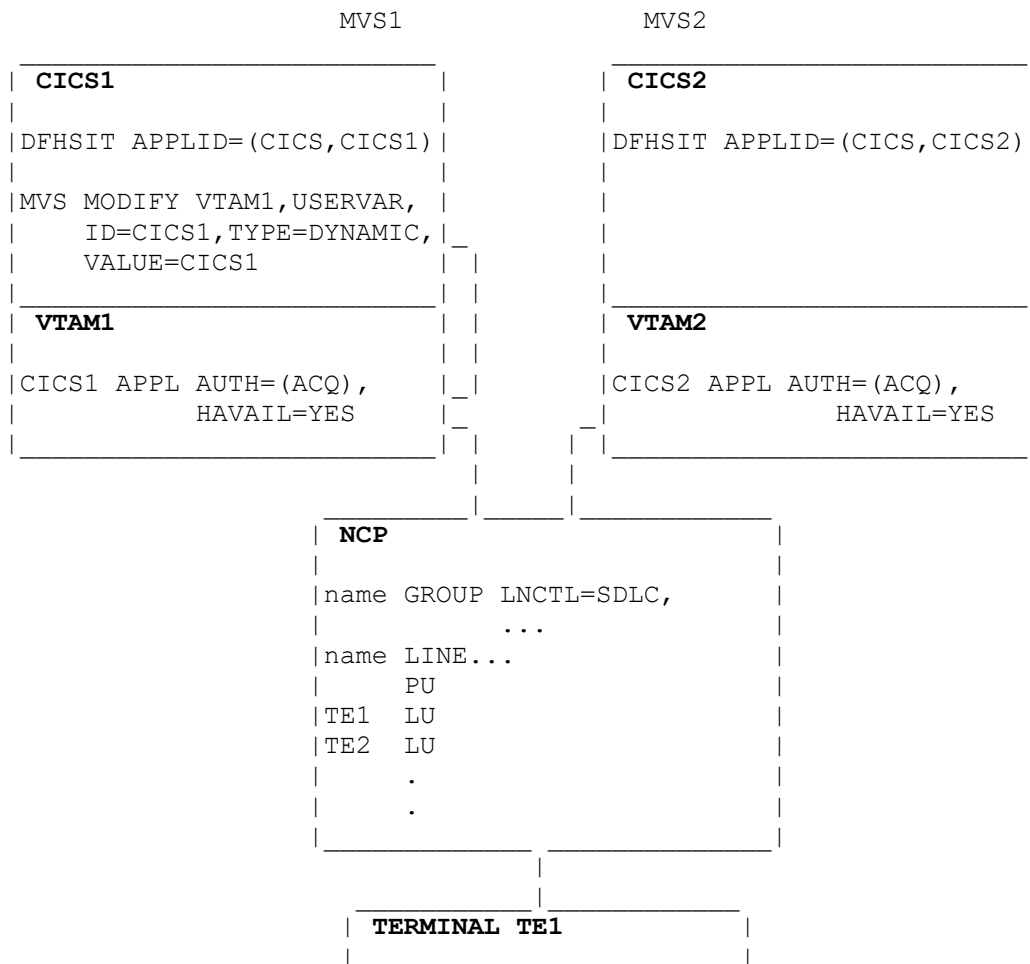 MVS1 MVS2
CICS1 CICS2
DFHSIT APPLID=(CICS,CICS1) DFHSIT APPLID=(CICS,CICS2)
MVS MODIFY VTAM1,USERVAR,
ID=CICS1,TYPE=DYNAMIC,
VALUE=CICS1
VTAM1 VTAM2
CICS1 APPL AUTH=(ACQ), CICS2 APPL AUTH=(ACQ),
HAVAIL=YES HAVAIL=YES
NCP
name GROUP LNCTL=SDLC,
...
name LINE...
PU
TE1 LU
TE2 LU
.
.
TERMINAL TE1